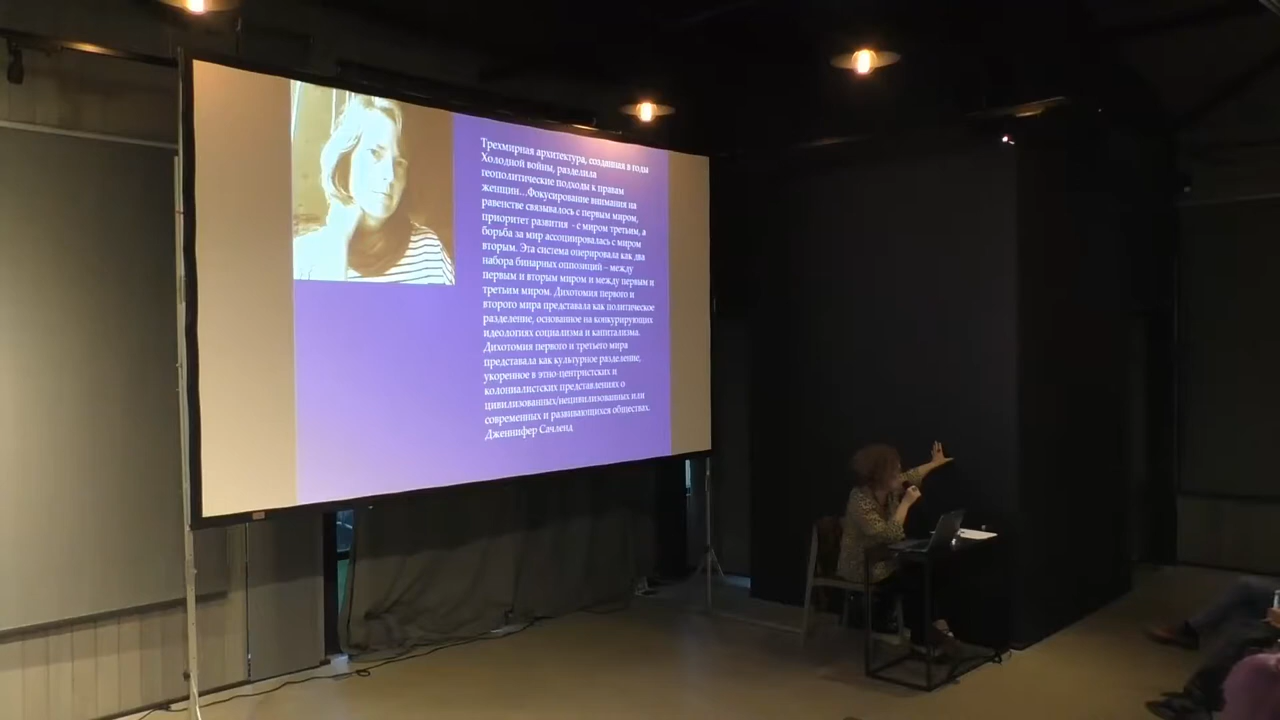 Трехмирная архитектура, созданная в годы
Холодной войны, разделила
геополитические подходы к правам
женщин...Фокусирование внимания на
равенстве связывалось с первым миром,
приоритет развития - с миром третьим, а
борьба за мир ассоциировалась с миром
вторым. Эта система оперировала как два
набора бинарных оппозиций – между
первым и вторым миром и между первым и
третьим миром. Дихотомия первого и
второго мира представала как политическое
разделение, основанное на конкурирующих
идеологиях социализма и капитализма.
Дихотомия первого и третьего мира
представала как культурное разделение,
укоренное в этно-центристских и
колониалистских представлениях о
цивилизованных/нецивилизованных или
современных и развивающихся обществах.
Дженнифер Сачленд